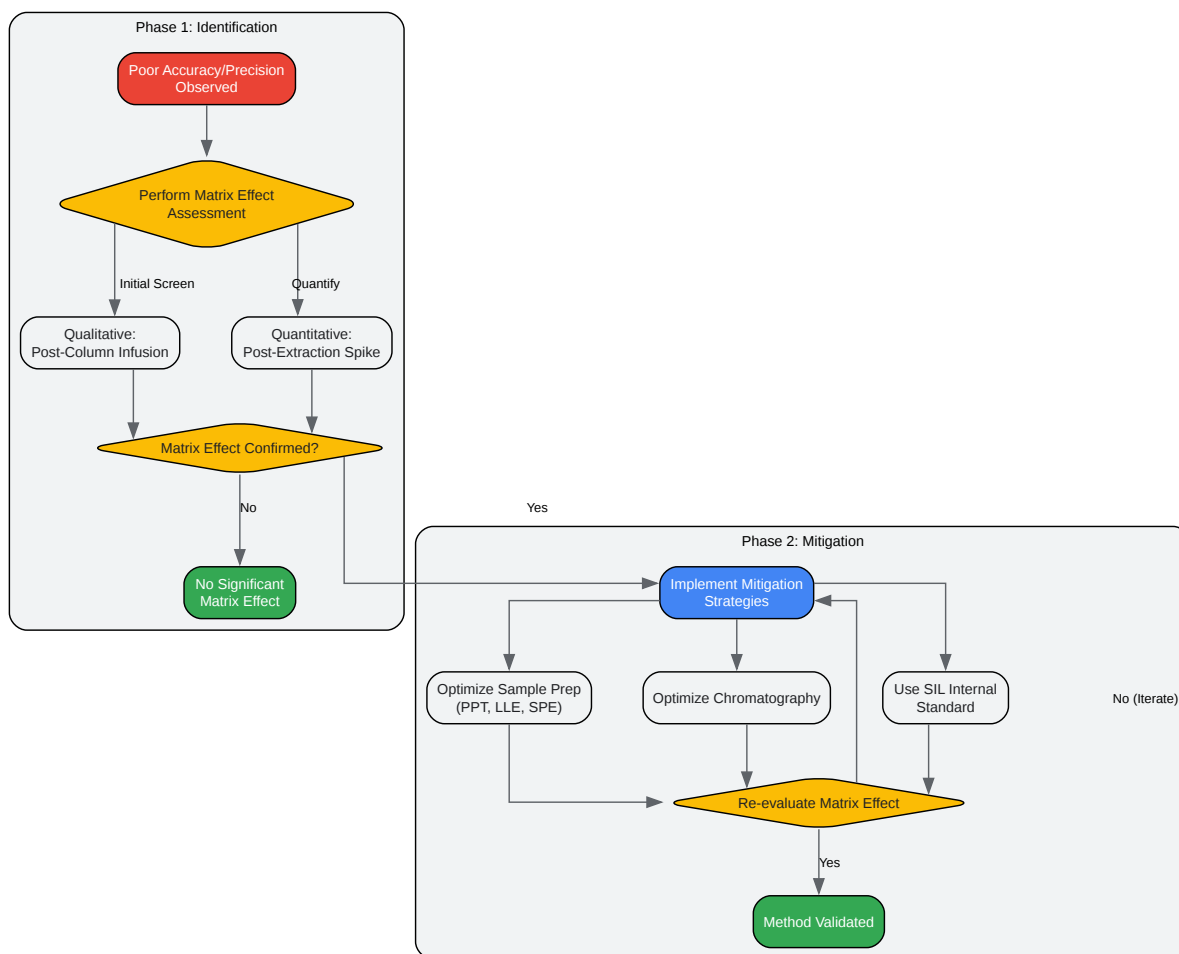 Phase 1: Identification
Poor Accuracy/Precision
Observed
Perform Matrix Effect
Assessment
Initial Screen
Quantify
Qualitative:
Post-Column Infusion
Quantitative:
Post-Extraction Spike
Matrix Effect Confirmed?
No
Yes
No Significant
Matrix Effect
Phase 2: Mitigation
Implement Mitigation
Strategies
Optimize Sample Prep
(PPT, LLE, SPE)
Optimize Chromatography
Use SIL Internal
Standard
No (Iterate)
Re-evaluate Matrix Effect
Yes
Method Validated